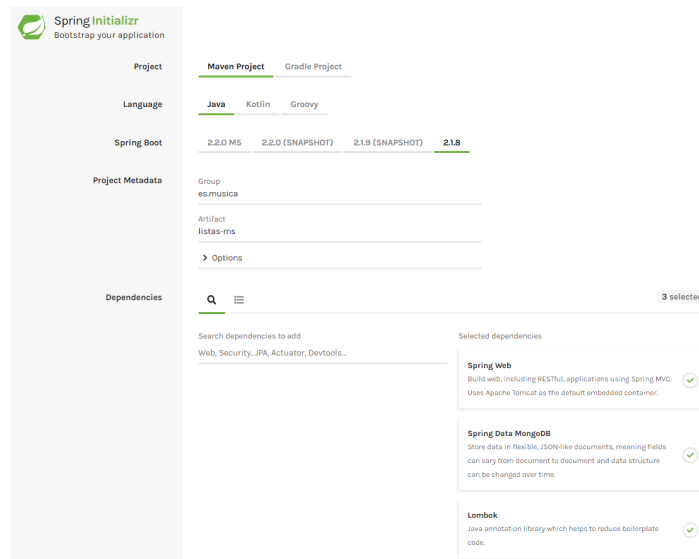 Spring Initializr
Bootstrap your application
Project
Maven Project
Gradle Project
Language
Java
Kotlin
Groovy
Spring Boot
2.2.0 M5
2.2.0 (SNAPSHOT)
2.1.9 (SNAPSHOT)
2.1.8
Project Metadata
Group
es.musica
Artifact
listas-ms
Options
Dependencies
3 selected
Search dependencies to add
Web, Security, JPA, Actuator, Devtools...
Selected dependencies
Spring Web
Build web, including RESTful, applications using Spring MVC.
Uses Apache Tomcat as the default embedded container.
Spring Data MongoDB
Store data in flexible, JSON-like documents, meaning fields
can vary from document to document and data structure
can be changed over time.
Lombok
Java annotation library which helps to reduce boilerplate
code.